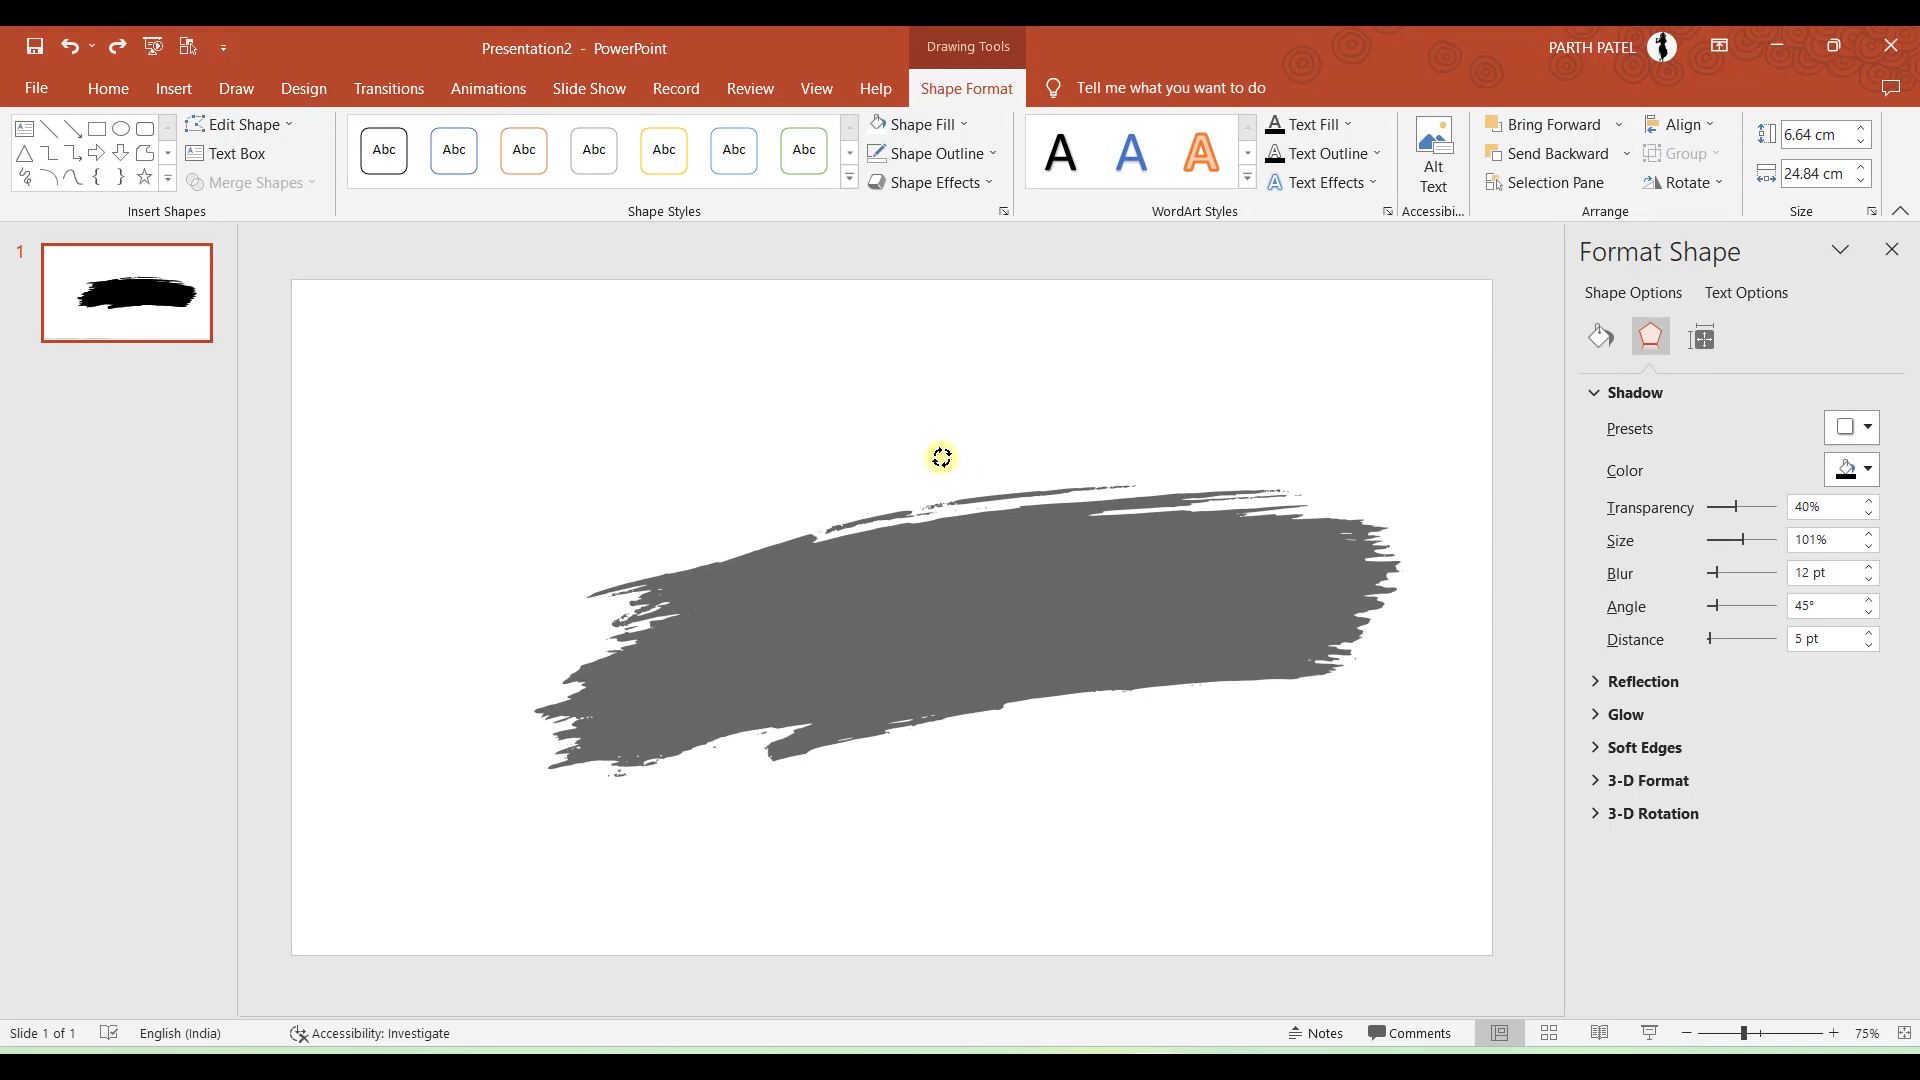 Presentation2 - PowerPoint
Drawing Tools
PARTH PATEL
File Home Insert Draw Design Transitions Animations Slide Show Record Review View Help Shape Format Tell me what you want to do
Edit Shape
Text Box
Merge Shapes
Insert Shapes
Abc Abc Abc Abc Abc Abc Abc
Shape Fill
Shape Outline
Shape Effects
Shape Styles
A A A
Text Fill
Text Outline
Text Effects
WordArt Styles
Alt
Text
Accessibi...
Bring Forward
Send Backward
Selection Pane
Align
Group
Rotate
Arrange
6.64 cm
24.84 cm
Size
1
Format Shape
Shape Options Text Options
Shadow
Presets
Color
Transparency 40%
Size 101%
Blur 12 pt
Angle 45°
Distance 5 pt
Reflection
Glow
Soft Edges
3-D Format
3-D Rotation
Slide 1 of 1 English (India) Accessibility: Investigate Notes Comments 75%